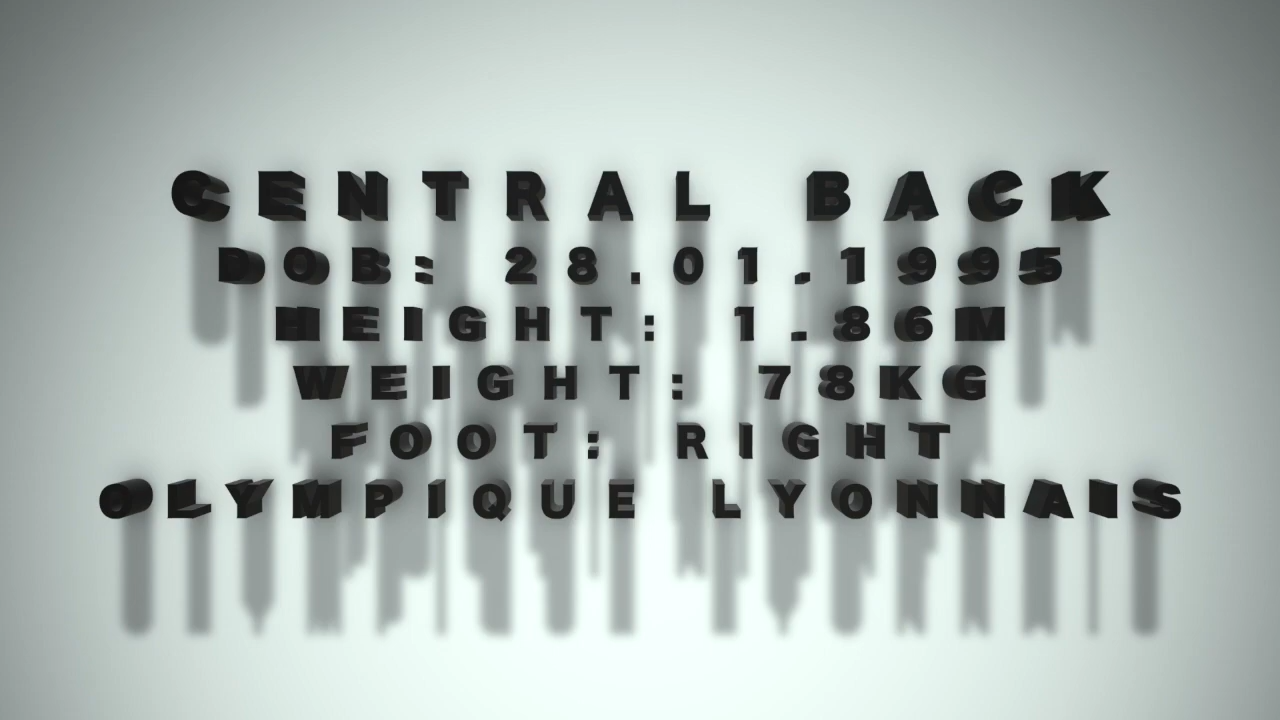 CENTRAL BACK
DOB: 28.01.1995
HEIGHT: 1.86M
WEIGHT: 78KG
FOOT: RIGHT
OLYMPIQUE LYONNAIS